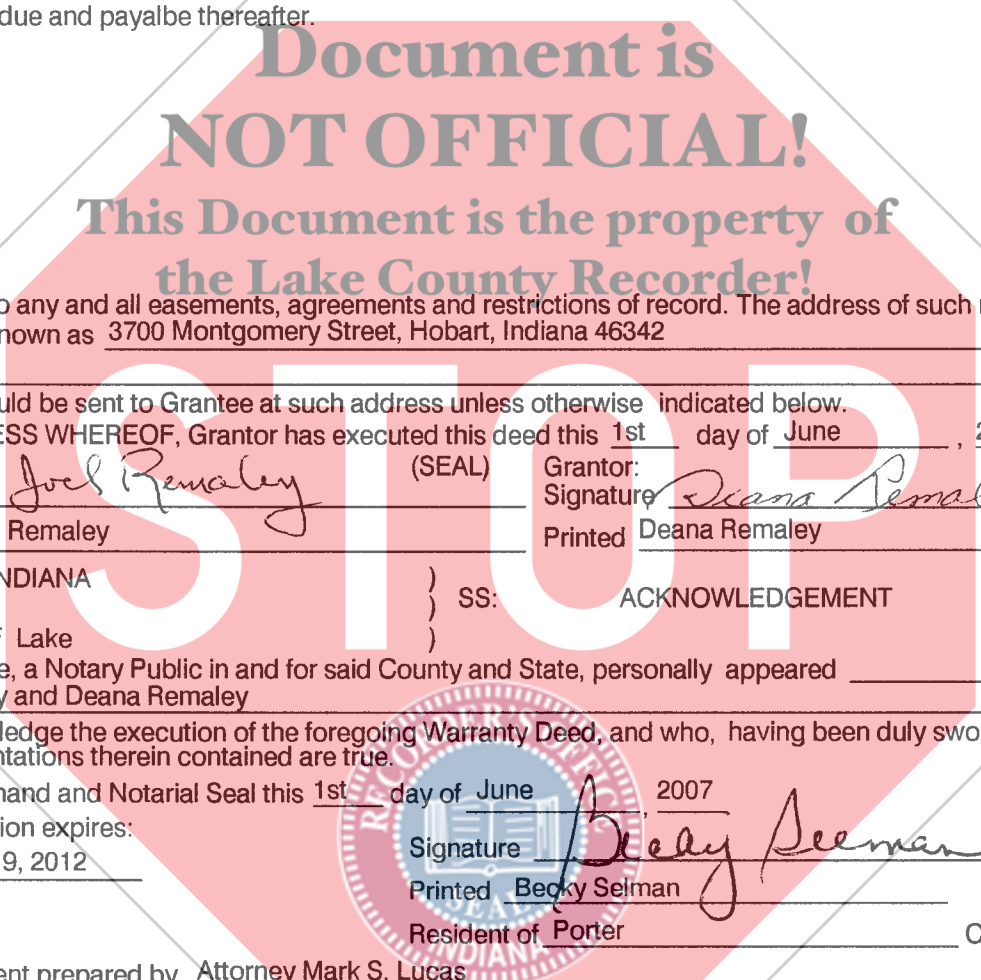 due and payalbe thereafter.
Document is
NOT OFFICIAL!
This Document is the property of
the Lake County Recorder!
o any and all easements, agreements and restrictions of record. The address of such
nown as 3700 Montgomery Street, Hobart, Indiana 46342
STOP
uld be sent to Grantee at such address unless otherwise indicated below.
ESS WHEREOF, Grantor has executed this deed this 1st day of June , 2
Joel Remaley (SEAL) Grantor:
Signature Deana Remal
Remaley Printed Deana Remaley
NDIANA ) SS: ACKNOWLEDGEMENT
)
F Lake )
e, a Notary Public in and for said County and State, personally appeared
y and Deana Remaley
ledge the execution of the foregoing Warranty Deed, and who, having been duly swo
ntations therein contained are true.
hand and Notarial Seal this 1st day of June , 2007
ion expires:
9, 2012
Signature Becky Seeman
Printed Becky Selman
Resident of Porter C
ent prepared by Attorney Mark S. Lucas
RECORDER'S OFFICE
SEAL
INDIANA